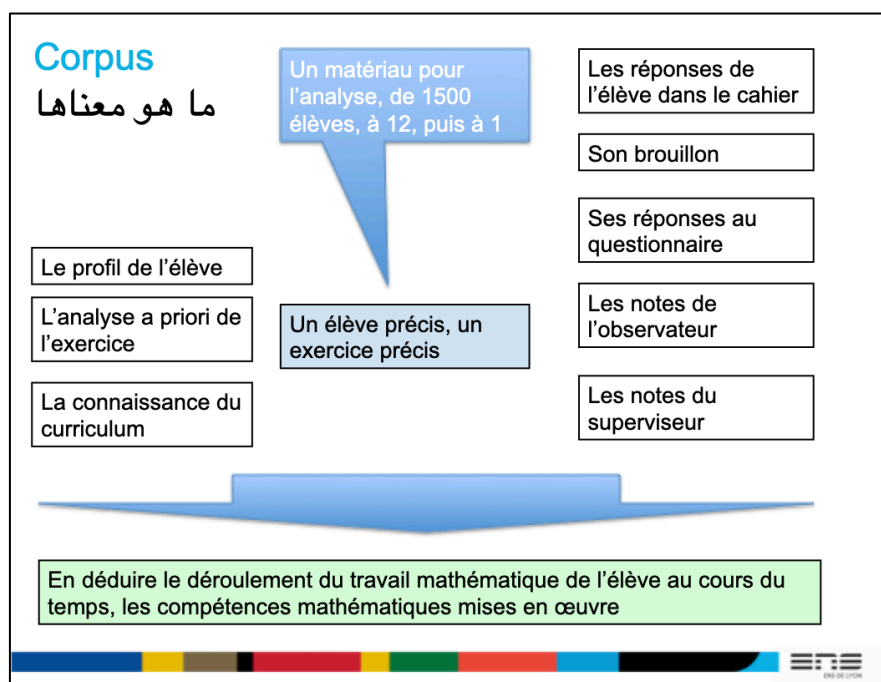 Corpus
ما هو معناها
Un matériau pour
l’analyse, de 1500
élèves, à 12, puis à 1
Les réponses de
l’élève dans le cahier
Son brouillon
Ses réponses au
questionnaire
Le profil de l’élève
L’analyse a priori de
l’exercice
La connaissance du
curriculum
Un élève précis, un
exercice précis
Les notes de
l’observateur
Les notes du
superviseur
En déduire le déroulement du travail mathématique de l’élève au cours du
temps, les compétences mathématiques mises en œuvre
ENS
ENS DE LYON